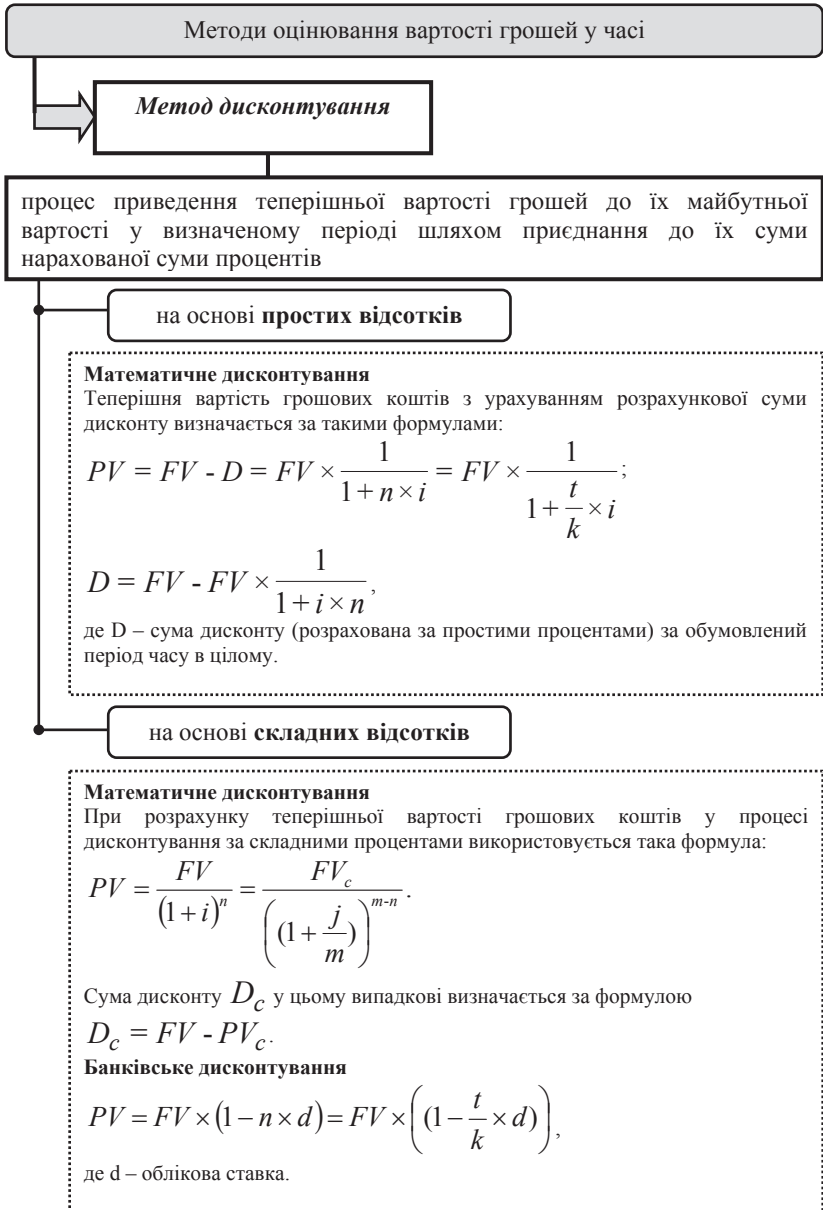 Методи оцінювання вартості грошей у часі
Метод дисконтування
процес приведення теперішньої вартості грошей до їх майбутньої
вартості у визначеному періоді шляхом приєднання до їх суми
нарахованої суми процентів
на основі простих відсотків
Математичне дисконтування
Теперішня вартість грошових коштів з урахуванням розрахункової суми
дисконту визначається за такими формулами:
PV = FV - D = FV × 1/(1 + n × i) = FV × 1/(1 + t/k × i);
D = FV - FV × 1/(1 + i × n),
де D – сума дисконту (розрахована за простими процентами) за обумовлений
період часу в цілому.
на основі складних відсотків
Математичне дисконтування
При розрахунку теперішньої вартості грошових коштів у процесі
дисконтування за складними процентами використовується така формула:
PV = FV/(1 + i)^n = FV_c/((1 + j/m))^(m-n).
Сума дисконту D_c у цьому випадкові визначається за формулою
D_c = FV - PV_c.
Банківське дисконтування
PV = FV × (1 − n × d) = FV × ((1 − t/k × d)),
де d – облікова ставка.